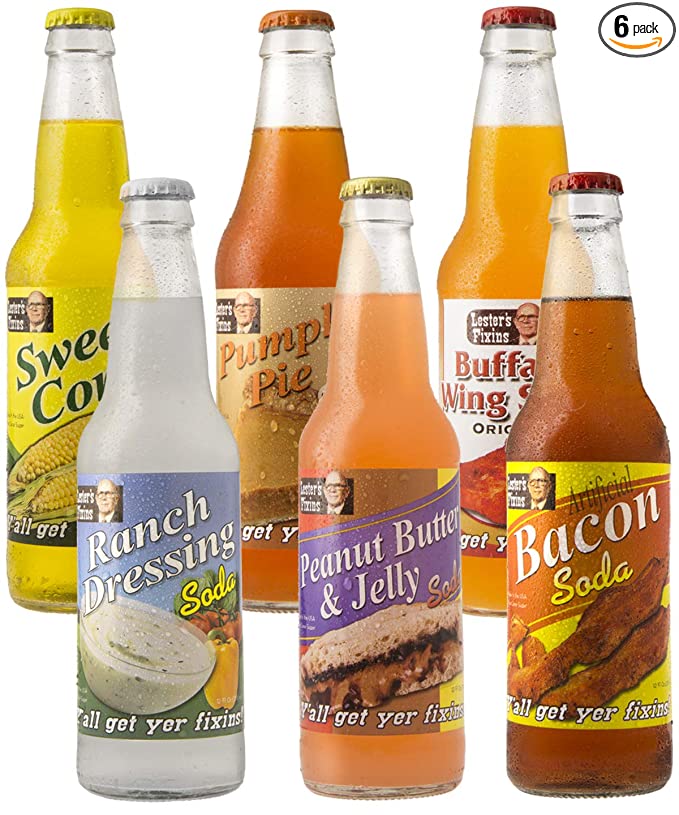 6 pack
Lester's
Fixins
Swee
Cor
Y'all get
Lester's
Fixins
Pumpk
Pie
get yer
Lester's
Fixins
Buffa
Wing S
ORIG
get y
Lester's
Fixins
Ranch
Dressing
Soda
Y'all get yer fixins!
Lester's
Fixins
Peanut Butter
& Jelly
Sod
Y'all get yer fixins!
Lester's
Fixins
Artificial
Bacon
Soda
Y'all get yer fixins!